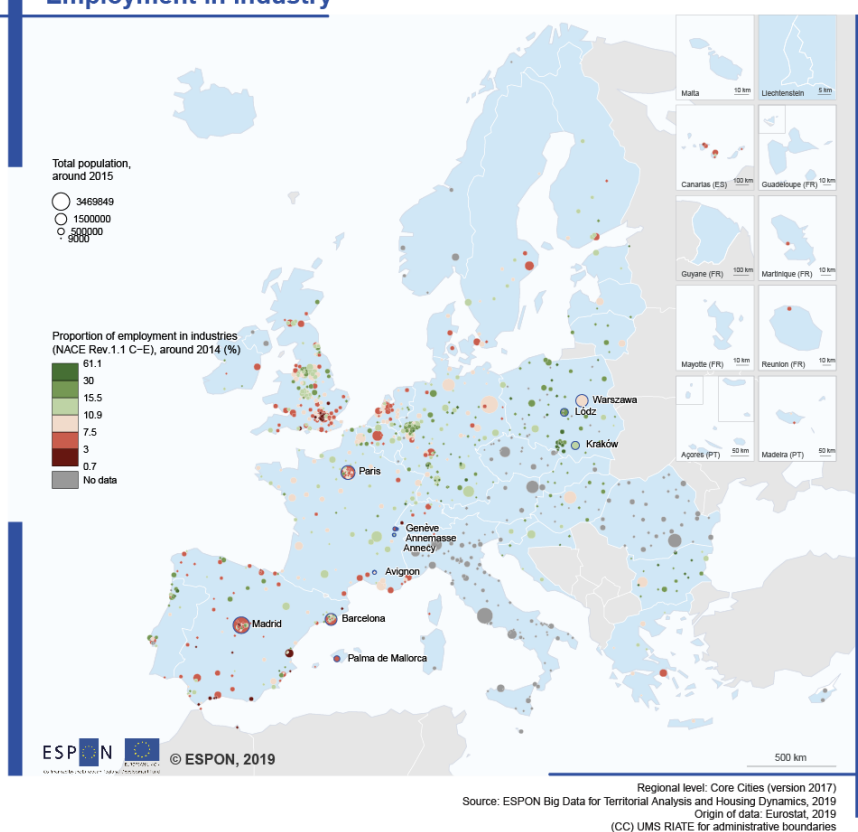 Employment in industry
Total population,
around 2015
3469849
1500000
500000
9000
Proportion of employment in industries
(NACE Rev.1.1 C−E), around 2014 (%)
61.1
30
15.5
10.9
7.5
3
0.7
No data
Malta
10 km
Liechtenstein
5 km
Canarias (ES)
100 km
Guadeloupe (FR)
10 km
Guyane (FR)
100 km
Martinique (FR)
10 km
Mayotte (FR)
10 km
Reunion (FR)
10 km
Açores (PT)
50 km
Madeira (PT)
50 km
Warszawa
Lódz
Kraków
Paris
Genève
Annemasse
Annecy
Avignon
Madrid
Barcelona
Palma de Mallorca
ESPON
© ESPON, 2019
500 km
Regional level: Core Cities (version 2017)
Source: ESPON Big Data for Territorial Analysis and Housing Dynamics, 2019
Origin of data: Eurostat, 2019
(CC) UMS RIATE for administrative boundaries